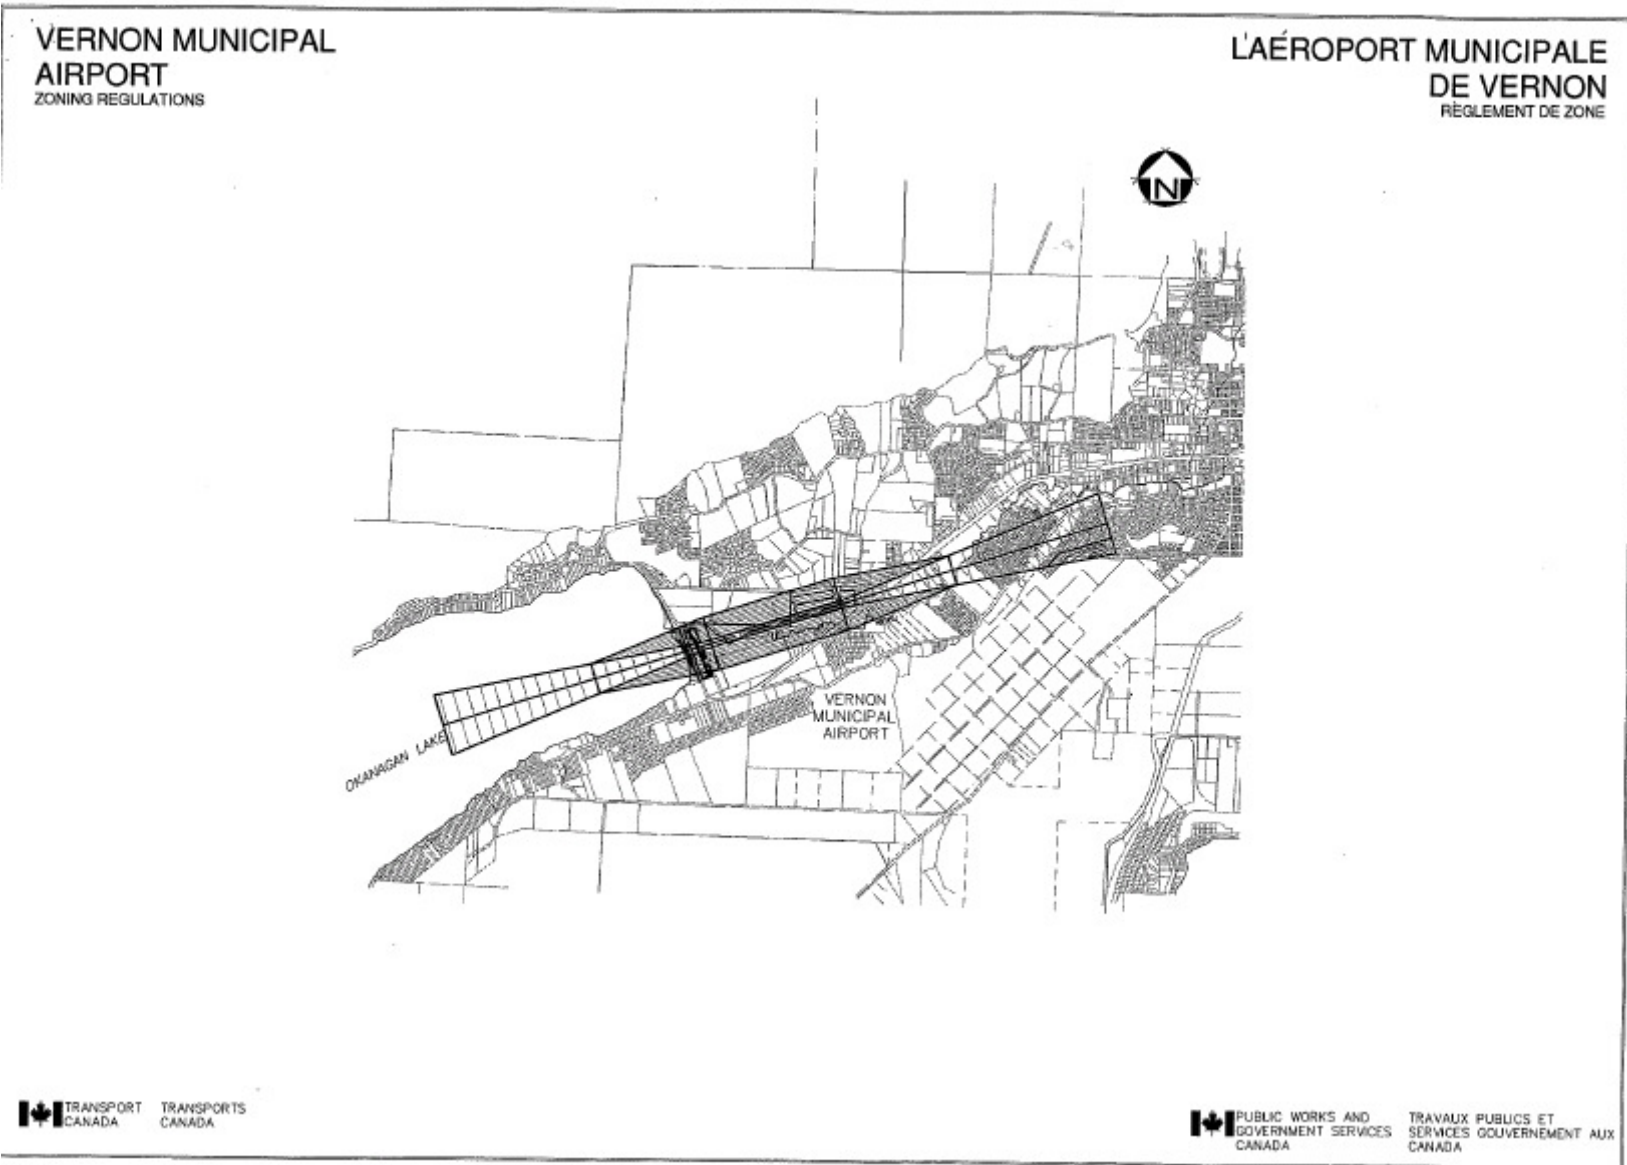 VERNON MUNICIPAL
AIRPORT
ZONING REGULATIONS
L'AÉROPORT MUNICIPALE
DE VERNON
RÈGLEMENT DE ZONE
N
VERNON
MUNICIPAL
AIRPORT
OKANAGAN LAKE
TRANSPORT
CANADA
TRANSPORTS
CANADA
PUBLIC WORKS AND
GOVERNMENT SERVICES
CANADA
TRAVAUX PUBLICS ET
SERVICES GOUVERNEMENT AUX
CANADA